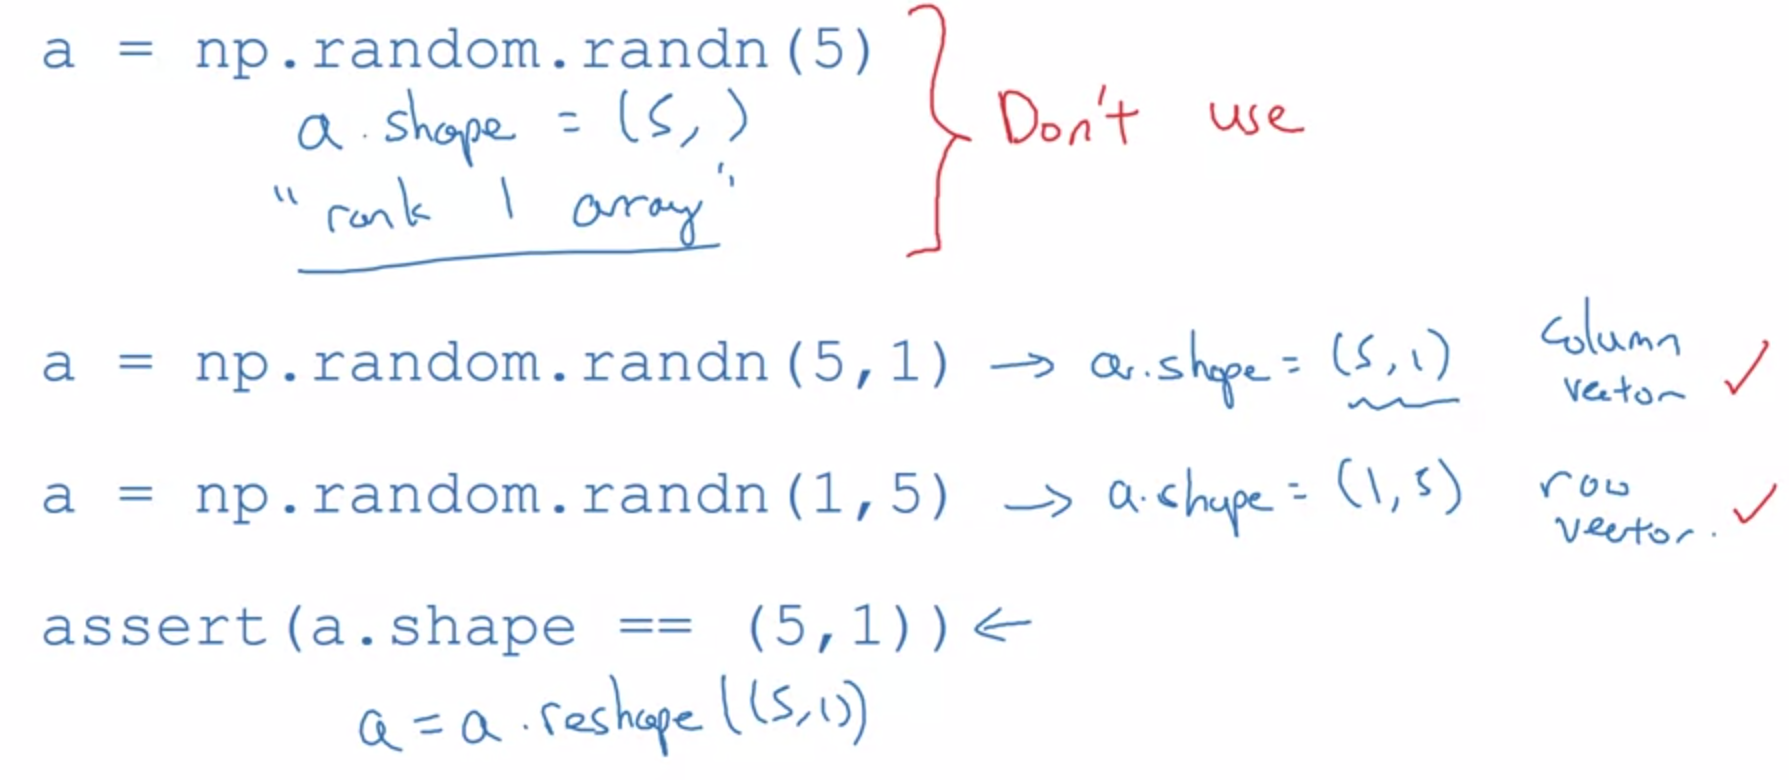 a = np.random.randn(5)
a.shape = (5,)
"rank 1 array"
Don't use
a = np.random.randn(5,1) → a.shape = (5,1) column vector ✓
a = np.random.randn(1,5) → a.shape = (1,5) row vector. ✓
assert(a.shape == (5,1)) ←
a = a.reshape((5,1))